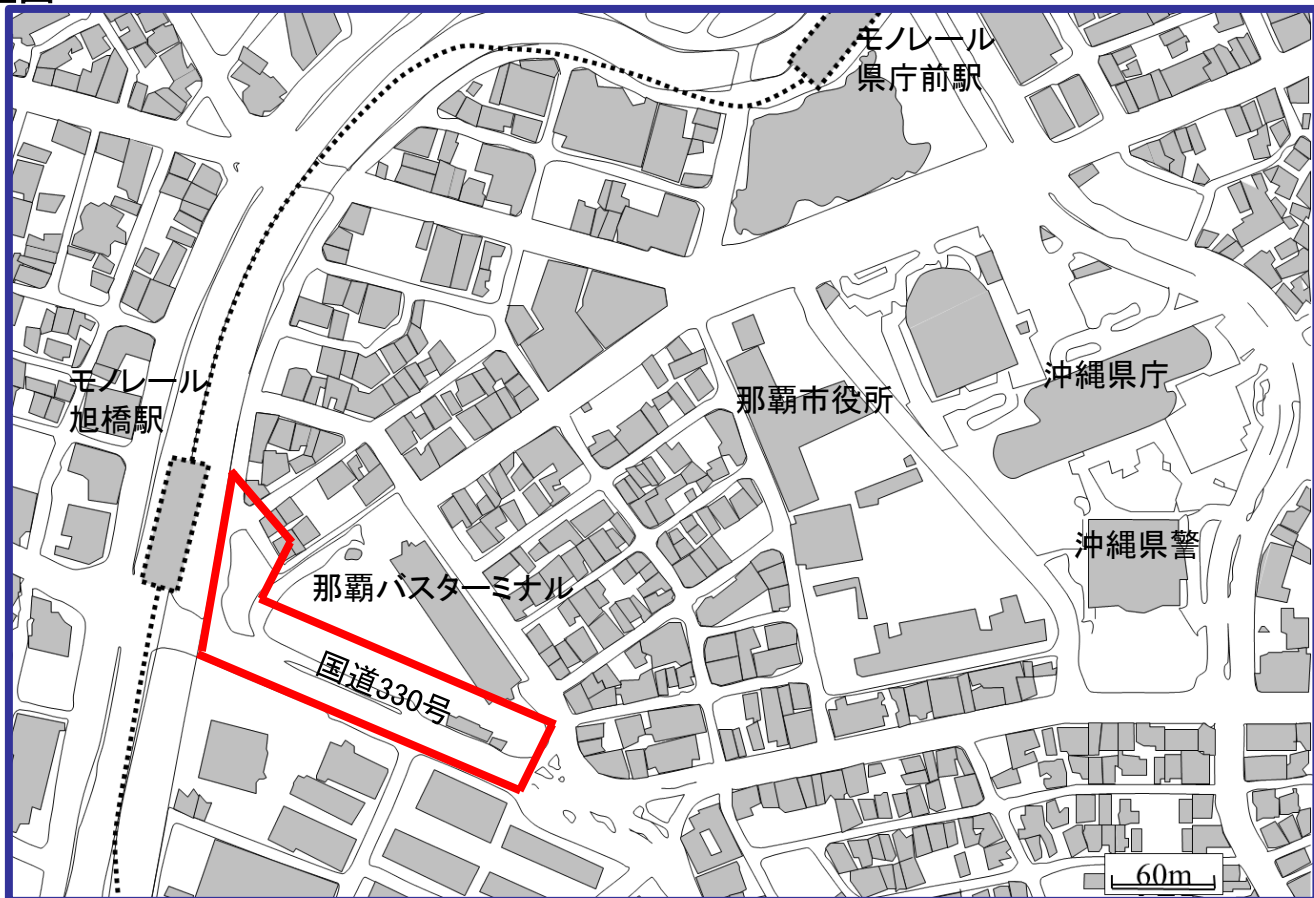 モノレール
県庁前駅
沖縄県庁
モノレール
旭橋駅
那覇市役所
沖縄県警
那覇バスターミナル
国道330号
60m